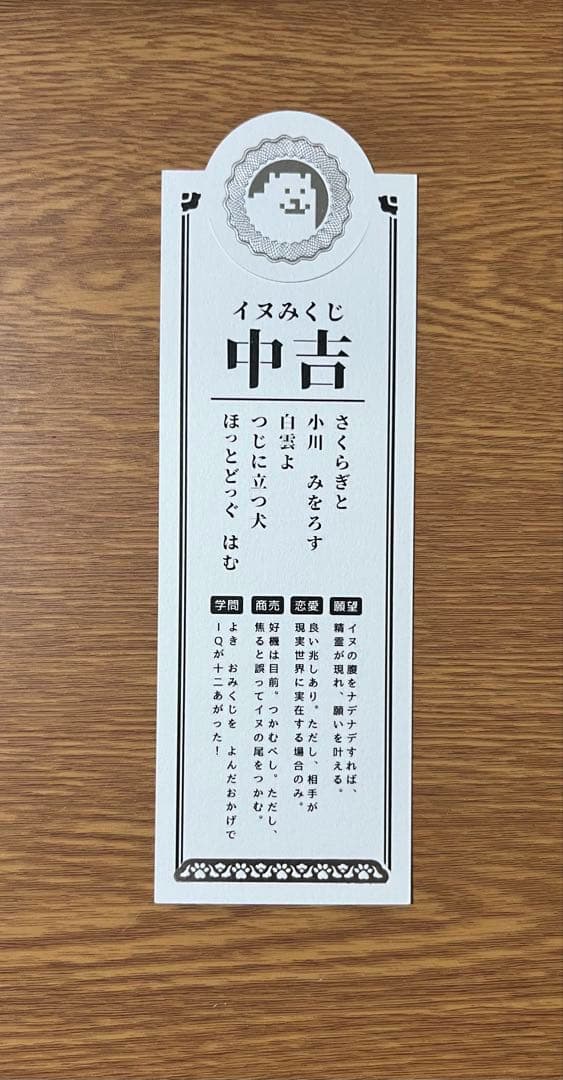 イヌみくじ
中吉
さくらぎと
小川　みをろす
白雲よ
つじに立つ犬
ほっとどっぐ　はむ
願望
イヌの腹をナデナデすれば、
精霊が現れ、願いを叶える。
恋愛
良い兆しあり。ただし、相手が
現実世界に実在する場合のみ。
商売
好機は目前。つかむべし。ただし、
焦ると誤ってイヌの尾をつかむ。
学問
よき　おみくじを　よんだおかげで
ＩＱが十二あがった！